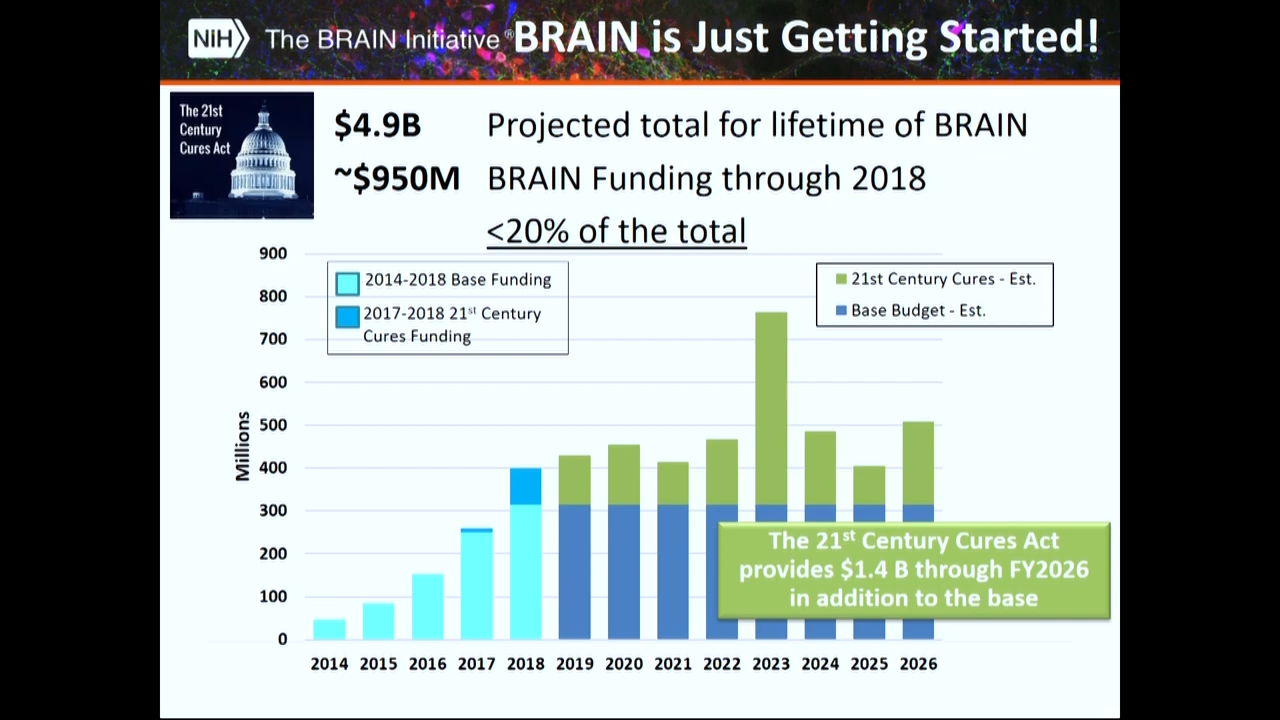 NIH The BRAIN Initiative® BRAIN is Just Getting Started!
The 21st
Century
Cures Act
$4.9B Projected total for lifetime of BRAIN
~$950M BRAIN Funding through 2018
<20% of the total
900
800
700
600
500
400
300
200
100
0
Millions
2014-2018 Base Funding
2017-2018 21st Century
Cures Funding
21st Century Cures - Est.
Base Budget - Est.
The 21st Century Cures Act
provides $1.4 B through FY2026
in addition to the base
2014 2015 2016 2017 2018 2019 2020 2021 2022 2023 2024 2025 2026